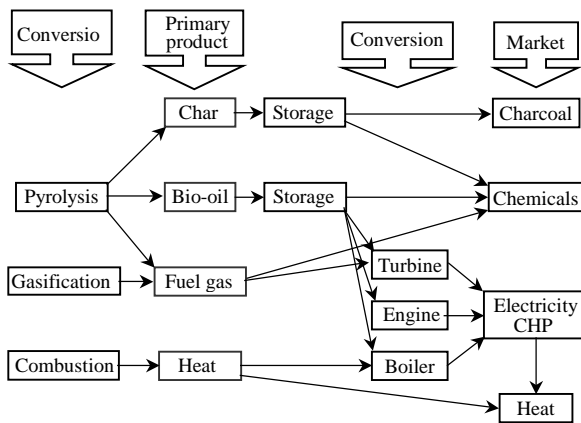 Conversio
Primary
product
Conversion
Market
Char
Storage
Charcoal
Pyrolysis
Bio-oil
Storage
Chemicals
Turbine
Gasification
Fuel gas
Engine
Electricity
CHP
Combustion
Heat
Boiler
Heat